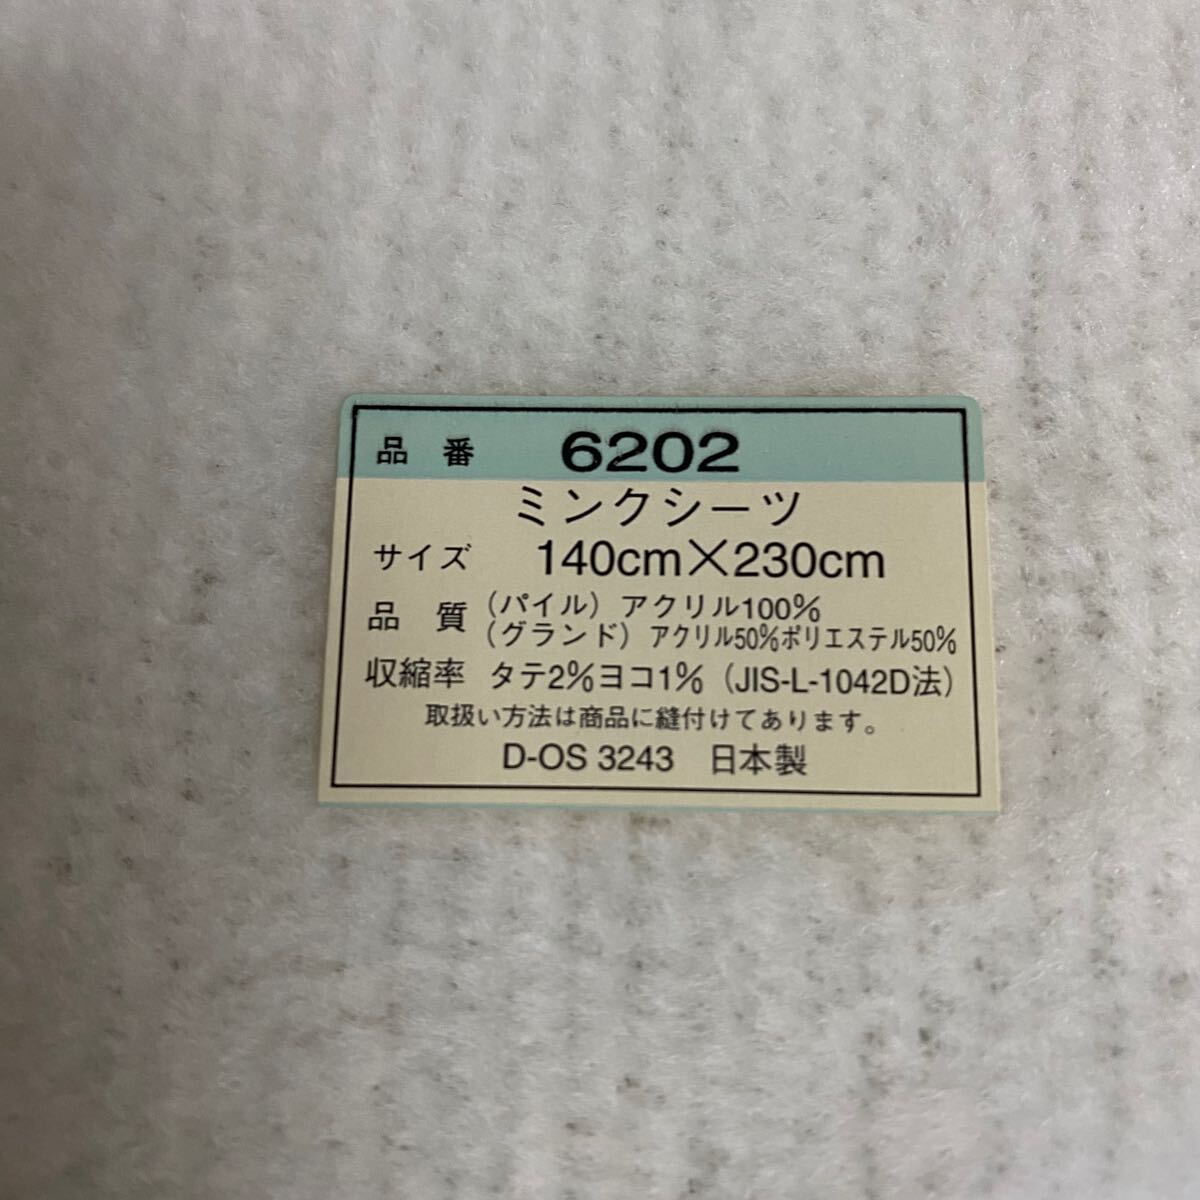 品番 6202
ミンクシーツ
サイズ 140cm×230cm
品質 (パイル) アクリル100%
(グランド) アクリル50%ポリエステル50%
収縮率 タテ2%ヨコ1% (JIS-L-1042D法)
取扱い方法は商品に縫付けてあります。
D-OS 3243 日本製